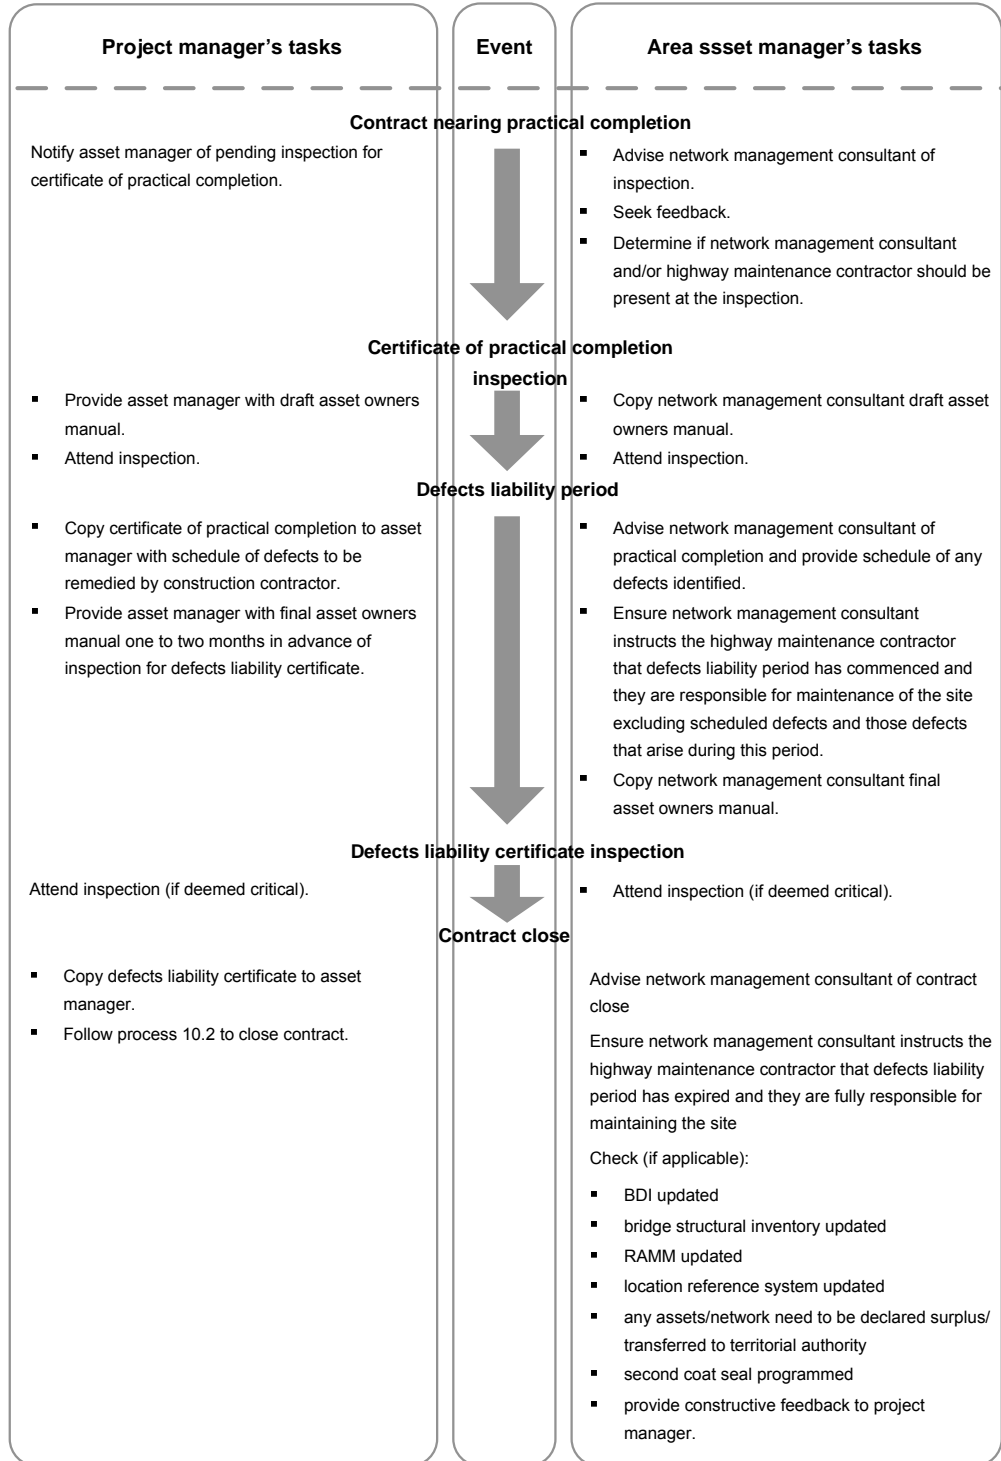 Project manager's tasks
Event
Area ssset manager's tasks
Contract nearing practical completion
Notify asset manager of pending inspection for
certificate of practical completion.
▪ Advise network management consultant of
inspection.
▪ Seek feedback.
▪ Determine if network management consultant
and/or highway maintenance contractor should be
present at the inspection.
Certificate of practical completion
inspection
▪ Provide asset manager with draft asset owners
manual.
▪ Attend inspection.
▪ Copy network management consultant draft asset
owners manual.
▪ Attend inspection.
Defects liability period
▪ Copy certificate of practical completion to asset
manager with schedule of defects to be
remedied by construction contractor.
▪ Provide asset manager with final asset owners
manual one to two months in advance of
inspection for defects liability certificate.
▪ Advise network management consultant of
practical completion and provide schedule of any
defects identified.
▪ Ensure network management consultant
instructs the highway maintenance contractor
that defects liability period has commenced and
they are responsible for maintenance of the site
excluding scheduled defects and those defects
that arise during this period.
▪ Copy network management consultant final
asset owners manual.
Defects liability certificate inspection
Attend inspection (if deemed critical).
▪ Attend inspection (if deemed critical).
Contract close
▪ Copy defects liability certificate to asset
manager.
▪ Follow process 10.2 to close contract.
Advise network management consultant of contract
close
Ensure network management consultant instructs the
highway maintenance contractor that defects liability
period has expired and they are fully responsible for
maintaining the site
Check (if applicable):
▪ BDI updated
▪ bridge structural inventory updated
▪ RAMM updated
▪ location reference system updated
▪ any assets/network need to be declared surplus/
transferred to territorial authority
▪ second coat seal programmed
▪ provide constructive feedback to project
manager.